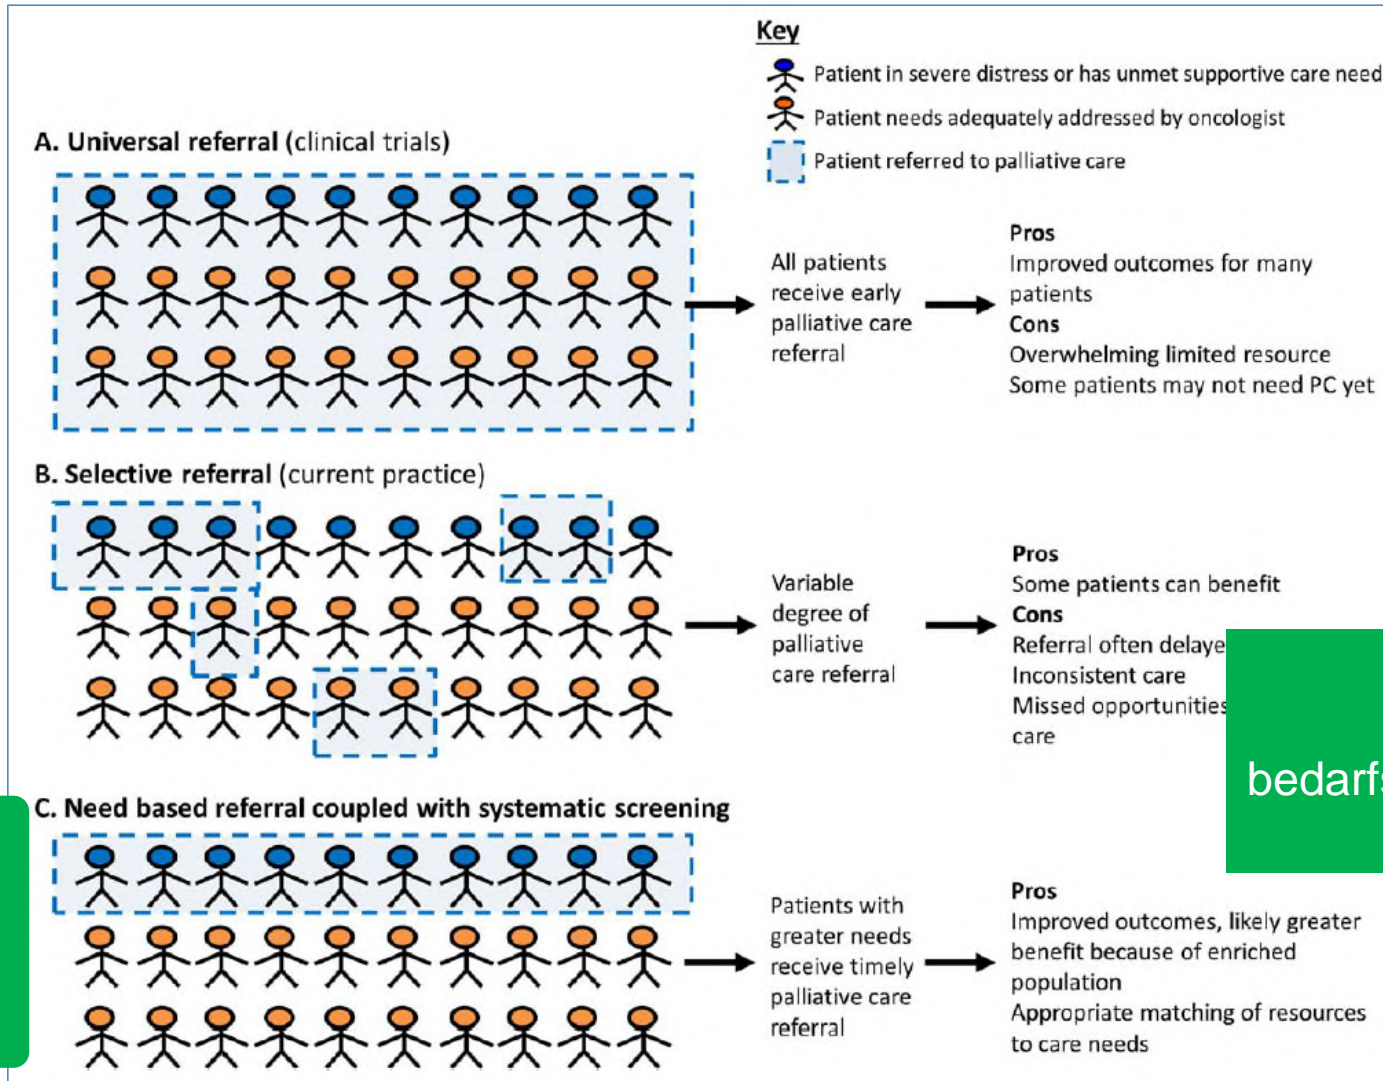 Key
Patient in severe distress or has unmet supportive care need
Patient needs adequately addressed by oncologist
Patient referred to palliative care
A. Universal referral (clinical trials)
All patients
receive early
palliative care
referral
Pros
Improved outcomes for many
patients
Cons
Overwhelming limited resource
Some patients may not need PC yet
B. Selective referral (current practice)
Variable
degree of
palliative
care referral
Pros
Some patients can benefit
Cons
Referral often delaye
Inconsistent care
Missed opportunities
care
bedarfs
C. Need based referral coupled with systematic screening
Patients with
greater needs
receive timely
palliative care
referral
Pros
Improved outcomes, likely greater
benefit because of enriched
population
Appropriate matching of resources
to care needs